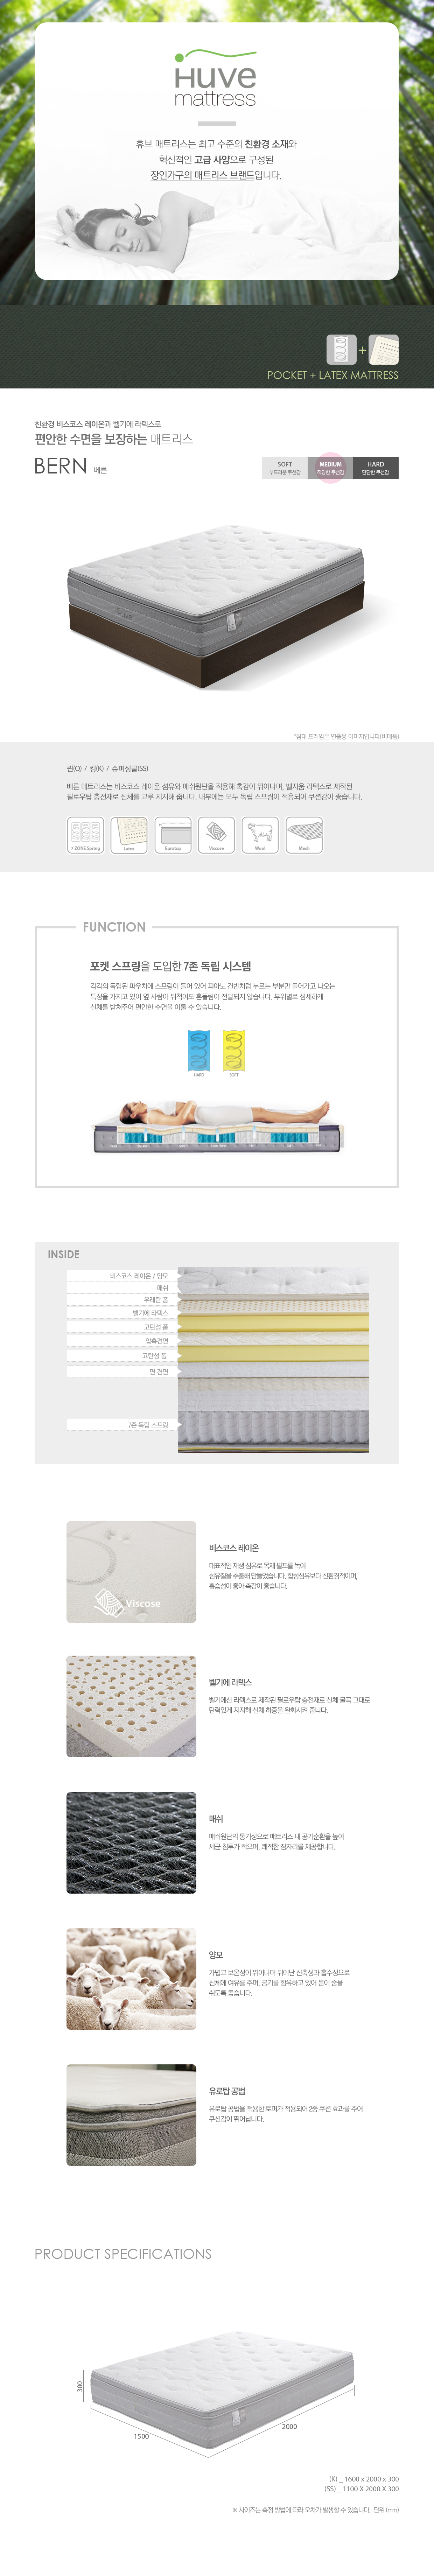 Huve
mattress
휴브 매트리스는 최고 수준의 친환경 소재와
혁신적인 고급 사양으로 구성된
장인가구의 매트리스 브랜드입니다.
POCKET + LATEX MATTRESS
친환경 비스코스 레이온과 벨기에 라텍스로
편안한 수면을 보장하는 매트리스
BERN 베른
SOFT
부드러운 쿠션감
MEDIUM
적당한 쿠션감
HARD
단단한 쿠션감
*침대 프레임은 연출용 이미지입니다(비매품)
퀸(Q) / 킹(K) / 슈퍼싱글(SS)
베른 매트리스는 비스코스 레이온 섬유와 매쉬원단을 적용해 촉감이 뛰어나며, 벨지움 라텍스로 제작된
필로우탑 충전재로 신체를 고루 지지해 줍니다. 내부에는 모두 독립 스프링이 적용되어 쿠션감이 좋습니다.
7 ZONE Spring
Latex
Eurotop
Viscose
Wool
Mesh
FUNCTION
포켓 스프링을 도입한 7존 독립 시스템
각각의 독립된 파우치에 스프링이 들어 있어 피아노 건반처럼 누르는 부분만 들어가고 나오는
특성을 가지고 있어 옆 사람이 뒤척여도 흔들림이 전달되지 않습니다. 부위별로 섬세하게
신체를 받쳐주어 편안한 수면을 이룰 수 있습니다.
HARD
SOFT
INSIDE
비스코스 레이온 / 양모
매쉬
우레탄 폼
벨기에 라텍스
고탄성 폼
압축견면
고탄성 폼
면 견면
7존 독립 스프링
Viscose
비스코스 레이온
대표적인 재생 섬유로 목재 펄프를 녹여
섬유질을 추출해 만들었습니다. 합성섬유보다 친환경적이며,
흡습성이 좋아 촉감이 좋습니다.
벨기에 라텍스
벨기에산 라텍스로 제작된 필로우탑 충전재로 신체 굴곡 그대로
탄력있게 지지해 신체 하중을 완화시켜 줍니다.
매쉬
매쉬원단의 통기성으로 매트리스 내 공기순환을 높여
세균 침투가 적으며, 쾌적한 잠자리를 제공합니다.
양모
가볍고 보온성이 뛰어나며 뛰어난 신축성과 흡수성으로
신체에 여유를 주며, 공기를 함유하고 있어 몸이 숨을
쉬도록 돕습니다.
유로탑 공법
유로탑 공법을 적용한 토퍼가 적용되어 2중 쿠션 효과를 주어
쿠션감이 뛰어납니다.
PRODUCT SPECIFICATIONS
300
1500
2000
(K) _ 1600 x 2000 x 300
(SS) _ 1100 X 2000 X 300
※ 사이즈는 측정 방법에 따라 오차가 발생할 수 있습니다. 단위 (mm)